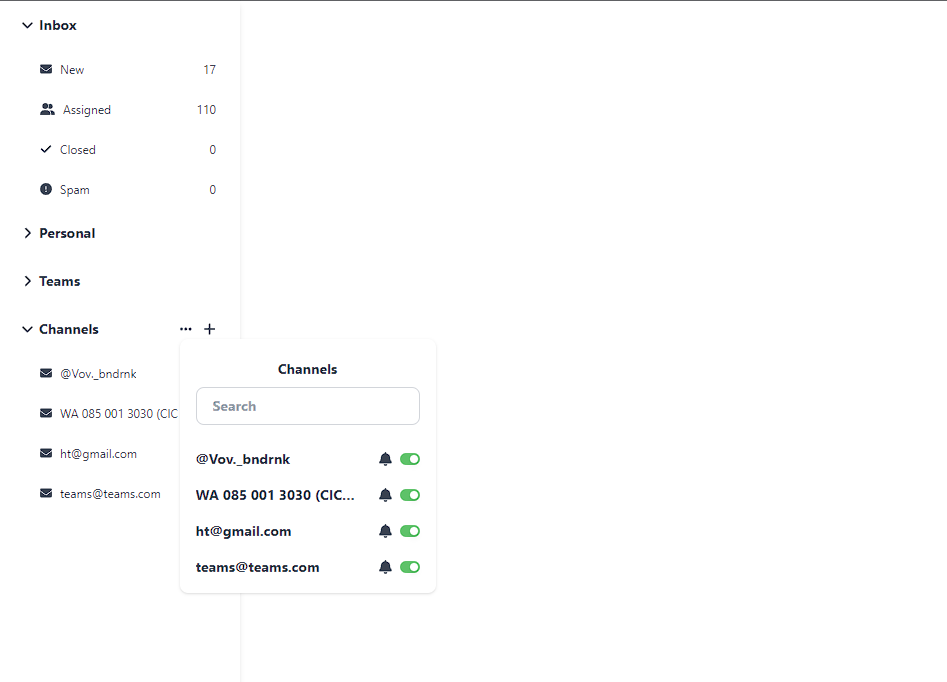 Inbox
New 17
Assigned 110
Closed 0
Spam 0
Personal
Teams
Channels
@Vov._bndrnk
WA 085 001 3030 (CIC
ht@gmail.com
teams@teams.com
Channels
Search
@Vov._bndrnk
WA 085 001 3030 (CIC...
ht@gmail.com
teams@teams.com